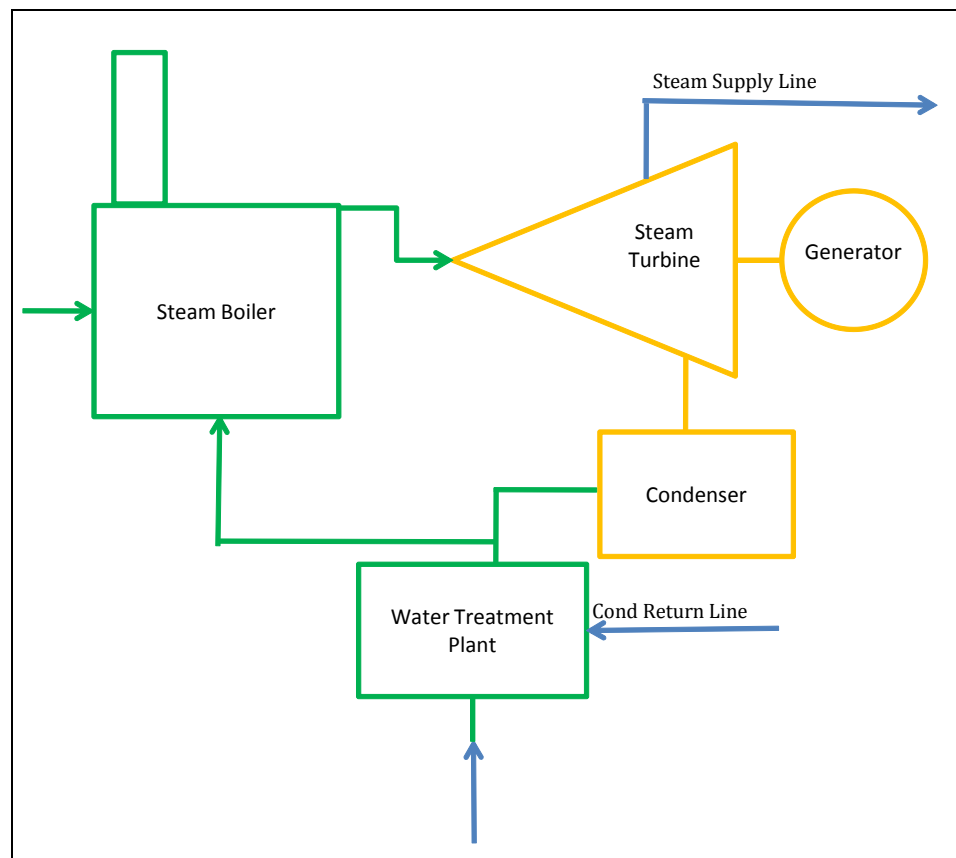 Steam Supply Line
Steam
Turbine
Generator
Steam Boiler
Condenser
Water Treatment
Plant
Cond Return Line